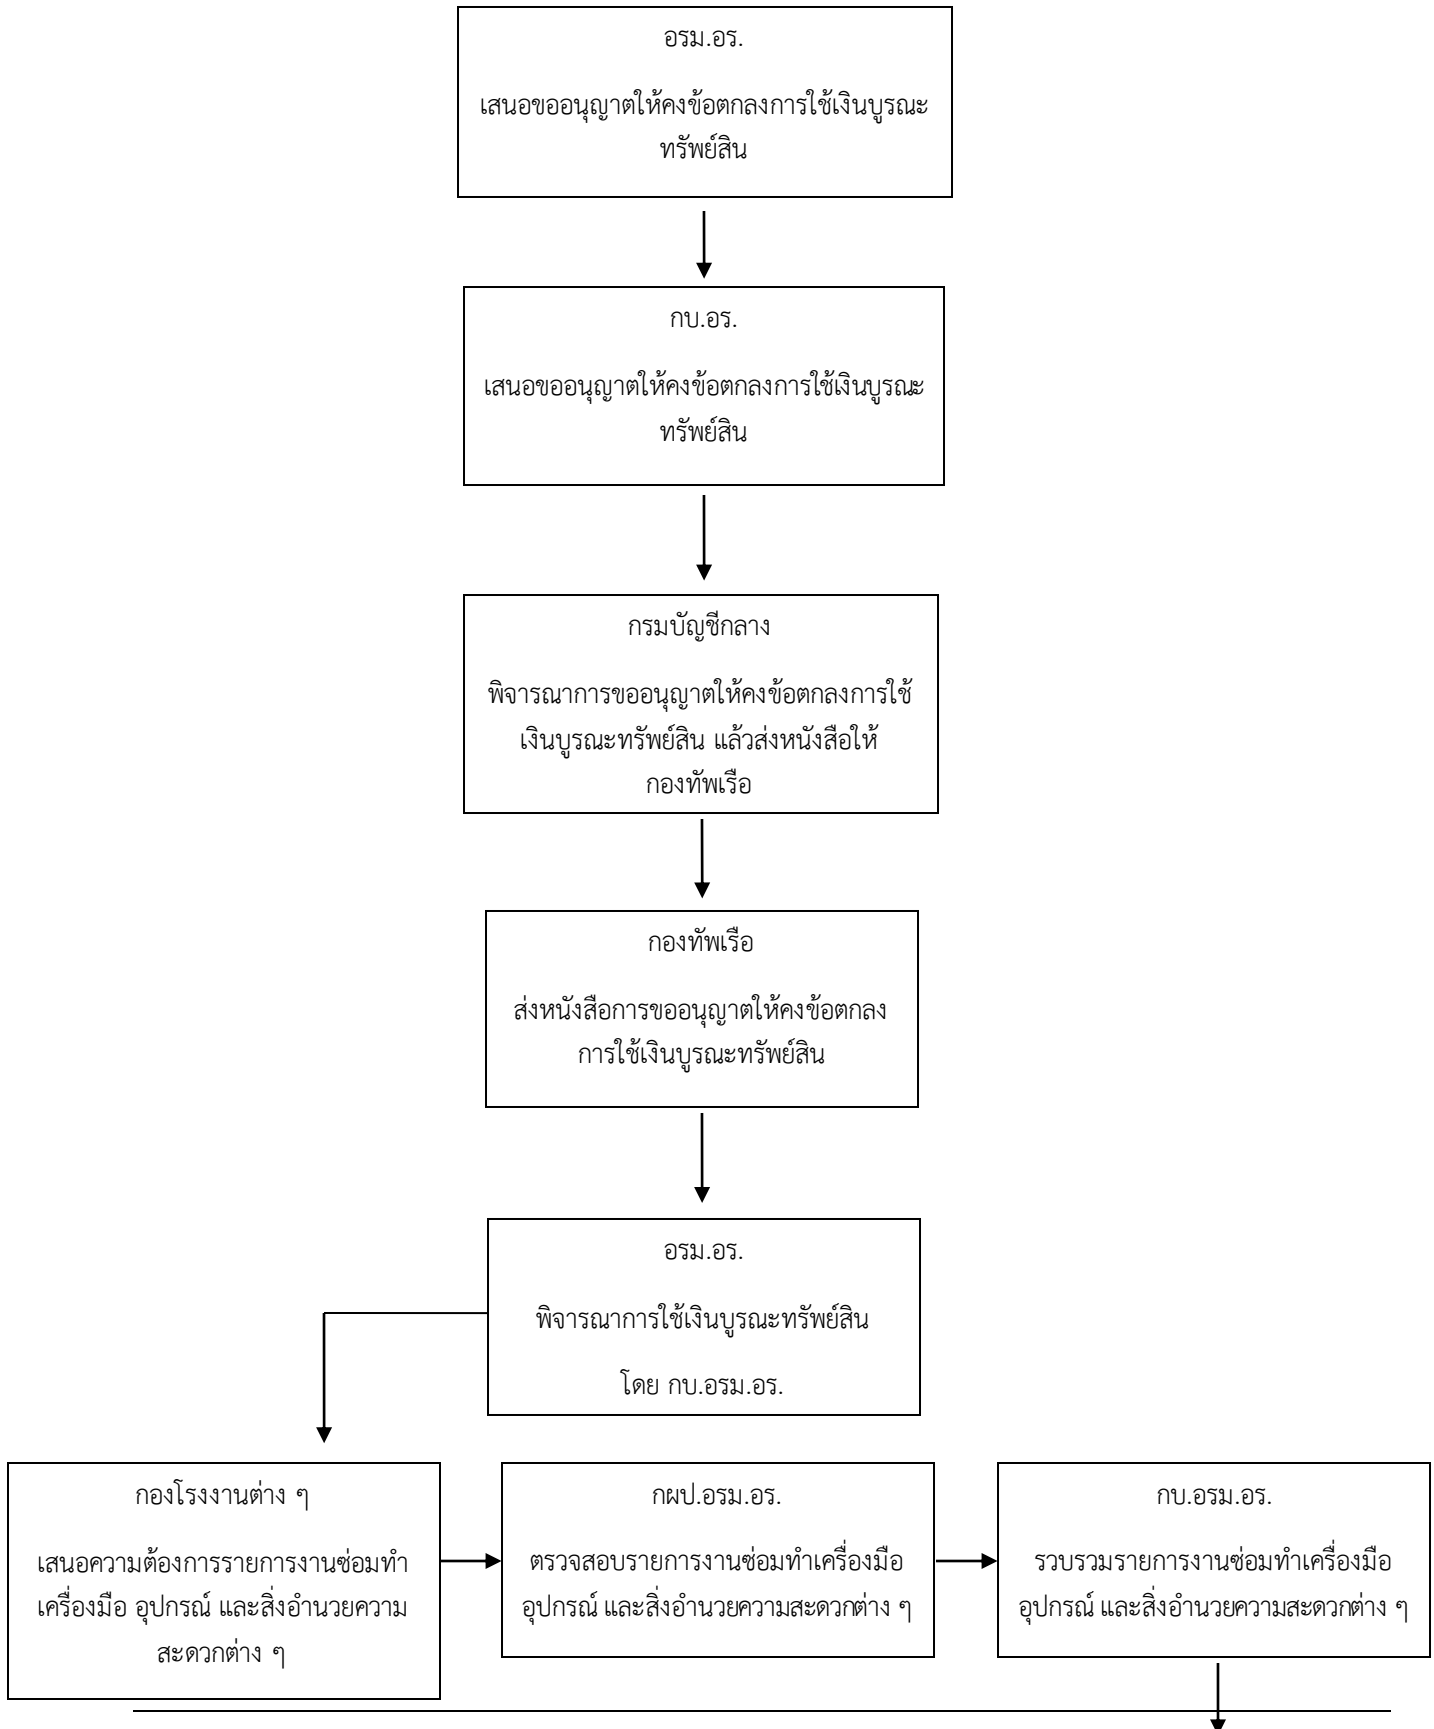 อรม.อร.
เสนอขออนุญาตให้คงข้อตกลงการใช้เงินบูรณะ
ทรัพย์สิน
กบ.อร.
เสนอขออนุญาตให้คงข้อตกลงการใช้เงินบูรณะ
ทรัพย์สิน
กรมบัญชีกลาง
พิจารณาการขออนุญาตให้คงข้อตกลงการใช้
เงินบูรณะทรัพย์สิน แล้วส่งหนังสือให้
กองทัพเรือ
กองทัพเรือ
ส่งหนังสือการขออนุญาตให้คงข้อตกลง
การใช้เงินบูรณะทรัพย์สิน
อรม.อร.
พิจารณาการใช้เงินบูรณะทรัพย์สิน
โดย กบ.อรม.อร.
กองโรงงานต่าง ๆ
เสนอความต้องการรายการงานซ่อมทำ
เครื่องมือ อุปกรณ์ และสิ่งอำนวยความ
สะดวกต่าง ๆ
กผป.อรม.อร.
ตรวจสอบรายการงานซ่อมทำเครื่องมือ
อุปกรณ์ และสิ่งอำนวยความสะดวกต่าง ๆ
กบ.อรม.อร.
รวบรวมรายการงานซ่อมทำเครื่องมือ
อุปกรณ์ และสิ่งอำนวยความสะดวกต่าง ๆ